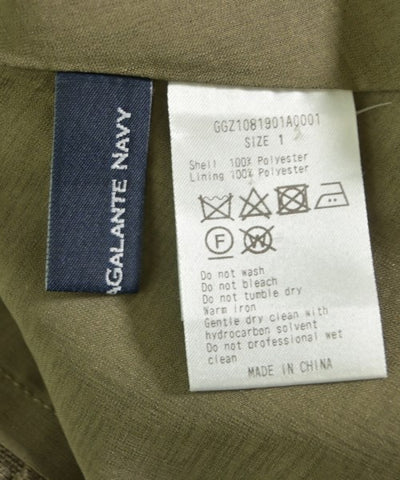 AGALANTE NAVY
GGZ1081901A0001
SIZE 1
Shell 100% Polyester
Lining 100% Polyester
F
W
Do not wash
Do not bleach
Do not tumble dry
Warm iron
Gentle dry clean with
hydrocarbon solvent
Do not professional wet
clean
MADE IN CHINA